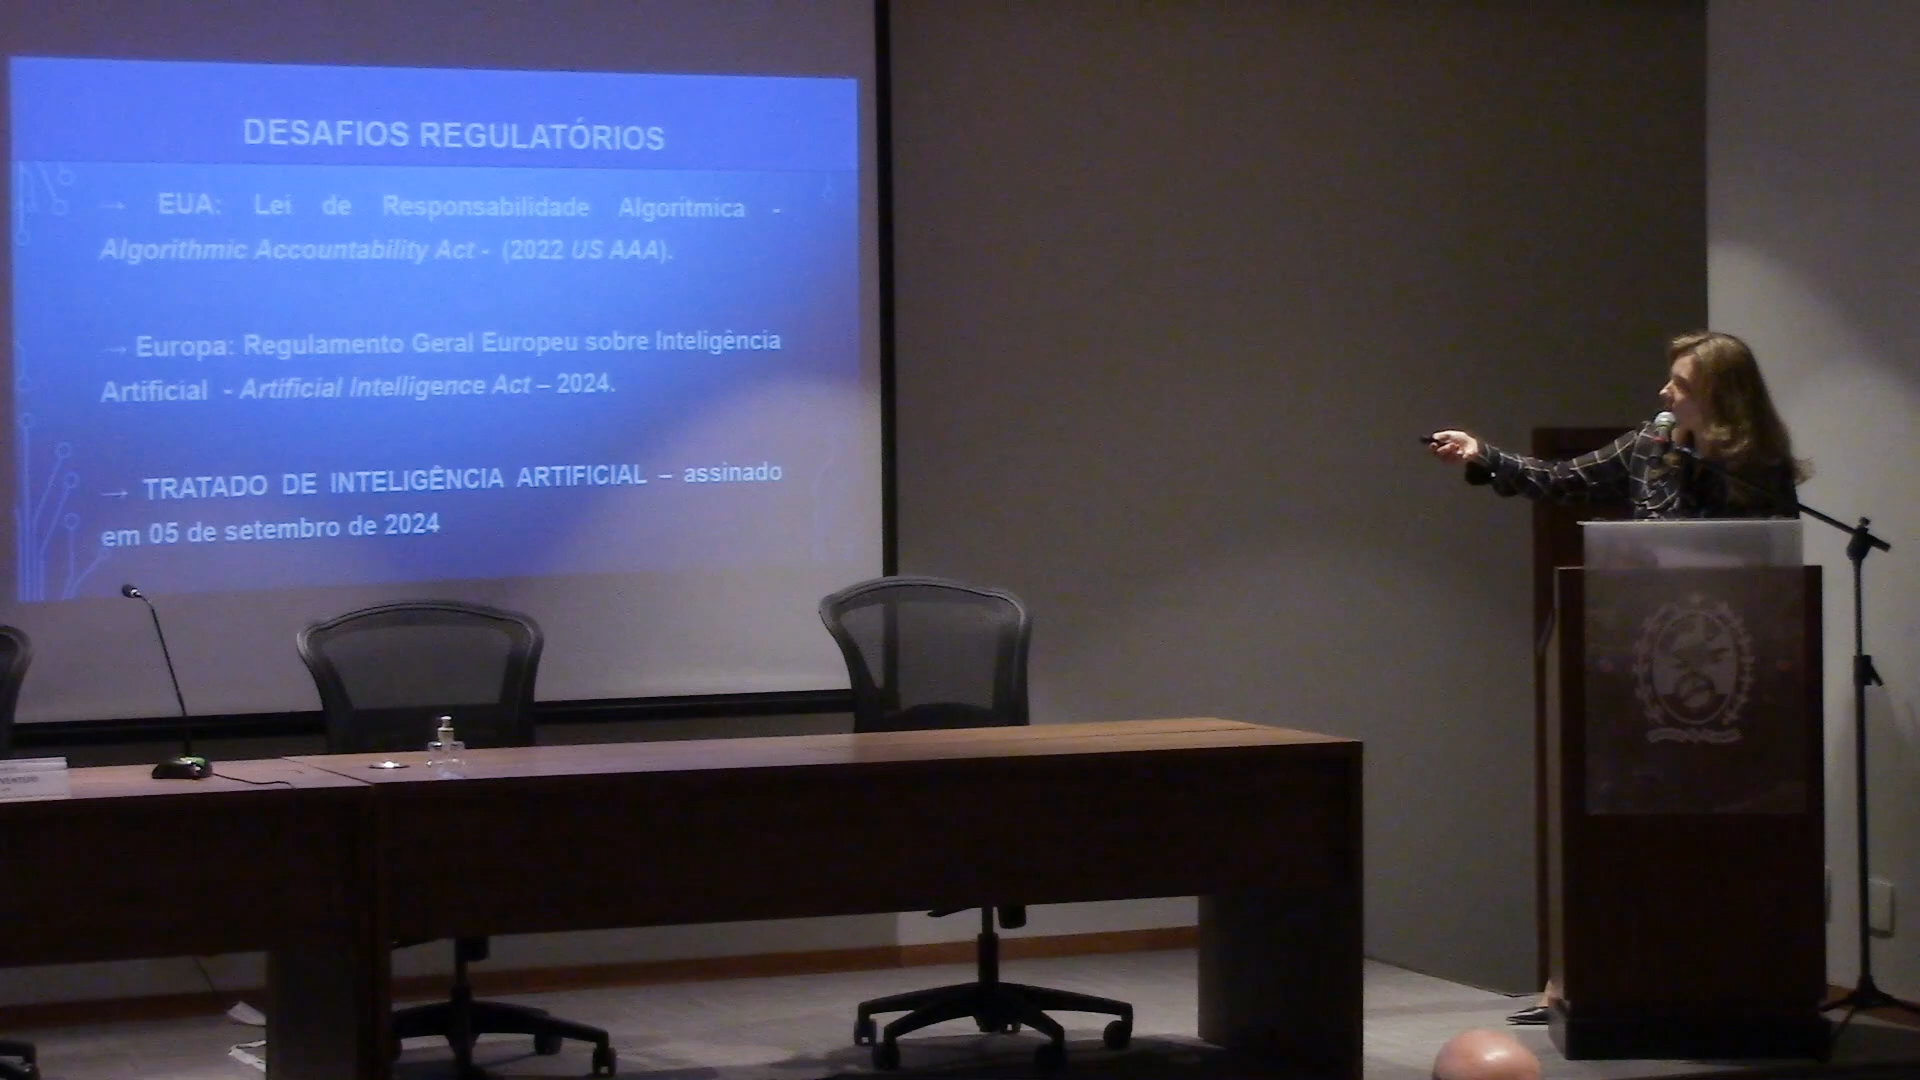 DESAFIOS REGULATÓRIOS
→ EUA: Lei de Responsabilidade Algorítmica -
Algorithmic Accountability Act - (2022 US AAA).
→ Europa: Regulamento Geral Europeu sobre Inteligência
Artificial - Artificial Intelligence Act – 2024.
→ TRATADO DE INTELIGÊNCIA ARTIFICIAL – assinado
em 05 de setembro de 2024